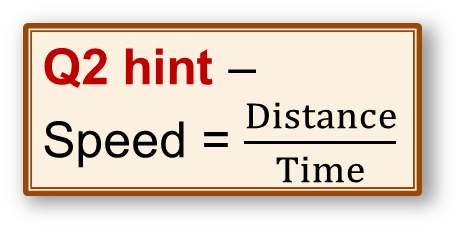 Q2 hint –
Speed = Distance
Time